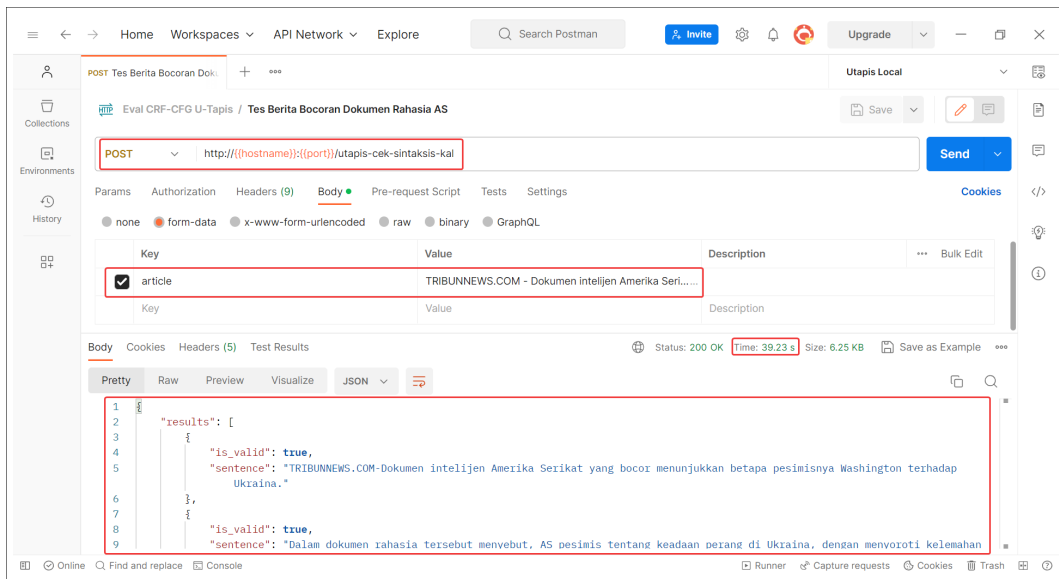 Home Workspaces API Network Explore Search Postman Invite Upgrade
POST Tes Berita Bocoran Doku Utapis Local
HTTP Eval CRF-CFG U-Tapis / Tes Berita Bocoran Dokumen Rahasia AS Save
Collections
Environments
History
POST http://{{hostname}}:{{port}}/utapis-cek-sintaksis-kal Send
Params Authorization Headers (9) Body Pre-request Script Tests Settings Cookies
none form-data x-www-form-urlencoded raw binary GraphQL
Key Value Description Bulk Edit
article TRIBUNNEWS.COM - Dokumen intelijen Amerika Seri...
Key Value Description
Body Cookies Headers (5) Test Results Status: 200 OK Time: 39.23 s Size: 6.25 KB Save as Example
Pretty Raw Preview Visualize JSON
1 {
2 "results": [
3 {
4 "is_valid": true,
5 "sentence": "TRIBUNNEWS.COM-Dokumen intelijen Amerika Serikat yang bocor menunjukkan betapa pesimisnya Washington terhadap
Ukraina."
6 },
7 {
8 "is_valid": true,
9 "sentence": "Dalam dokumen rahasia tersebut menyebut, AS pesimis tentang keadaan perang di Ukraina, dengan menyoroti kelemahan
Online Find and replace Console Runner Capture requests Cookies Trash